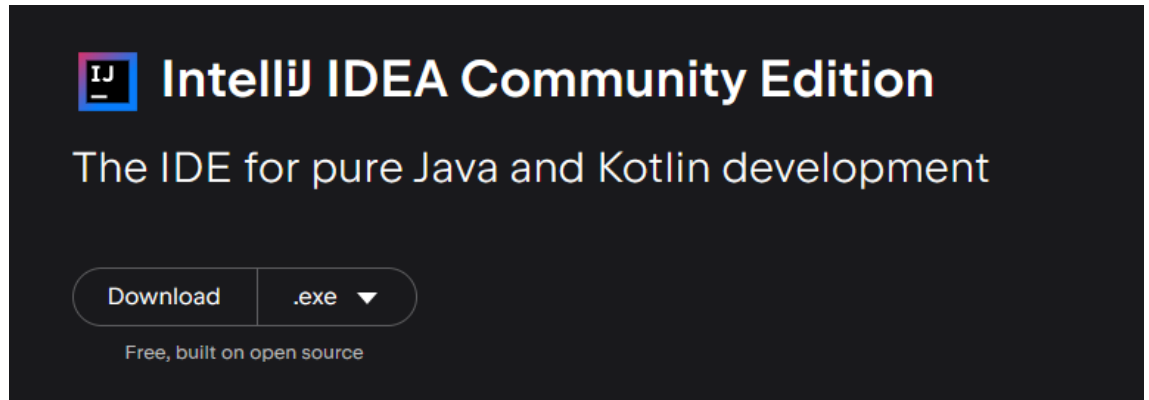 IJ
IntelliJ IDEA Community Edition
The IDE for pure Java and Kotlin development
Download
.exe
Free, built on open source